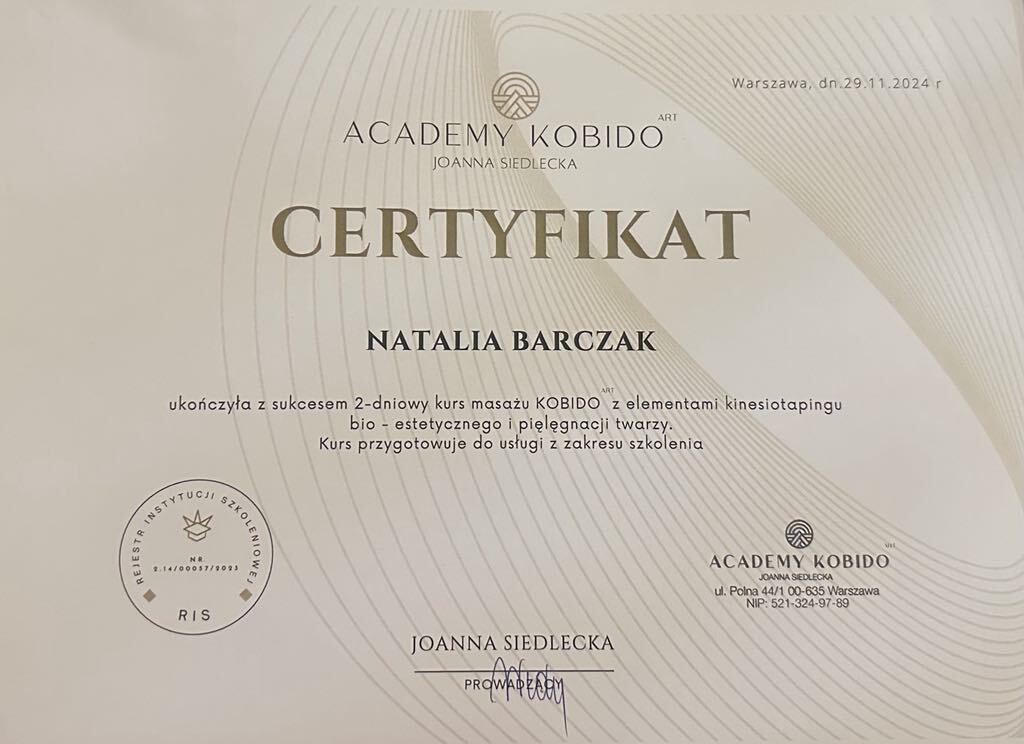 Warszawa, dn.29.11.2024 r
ACADEMY KOBIDO ART
JOANNA SIEDLECKA
CERTYFIKAT
NATALIA BARCZAK
ukończyła z sukcesem 2-dniowy kurs masażu KOBIDO ART z elementami kinesiotapingu
bio - estetycznego i pielęgnacji twarzy.
Kurs przygotowuje do usługi z zakresu szkolenia
REJESTR INSTYTUCJI SZKOLENIOWEJ
NR
2.14/00057/2023
RIS
ACADEMY KOBIDO ART
JOANNA SIEDLECKA
ul. Polna 44/1 00-635 Warszawa
NIP: 521-324-97-89
JOANNA SIEDLECKA
PROWADZĄCY